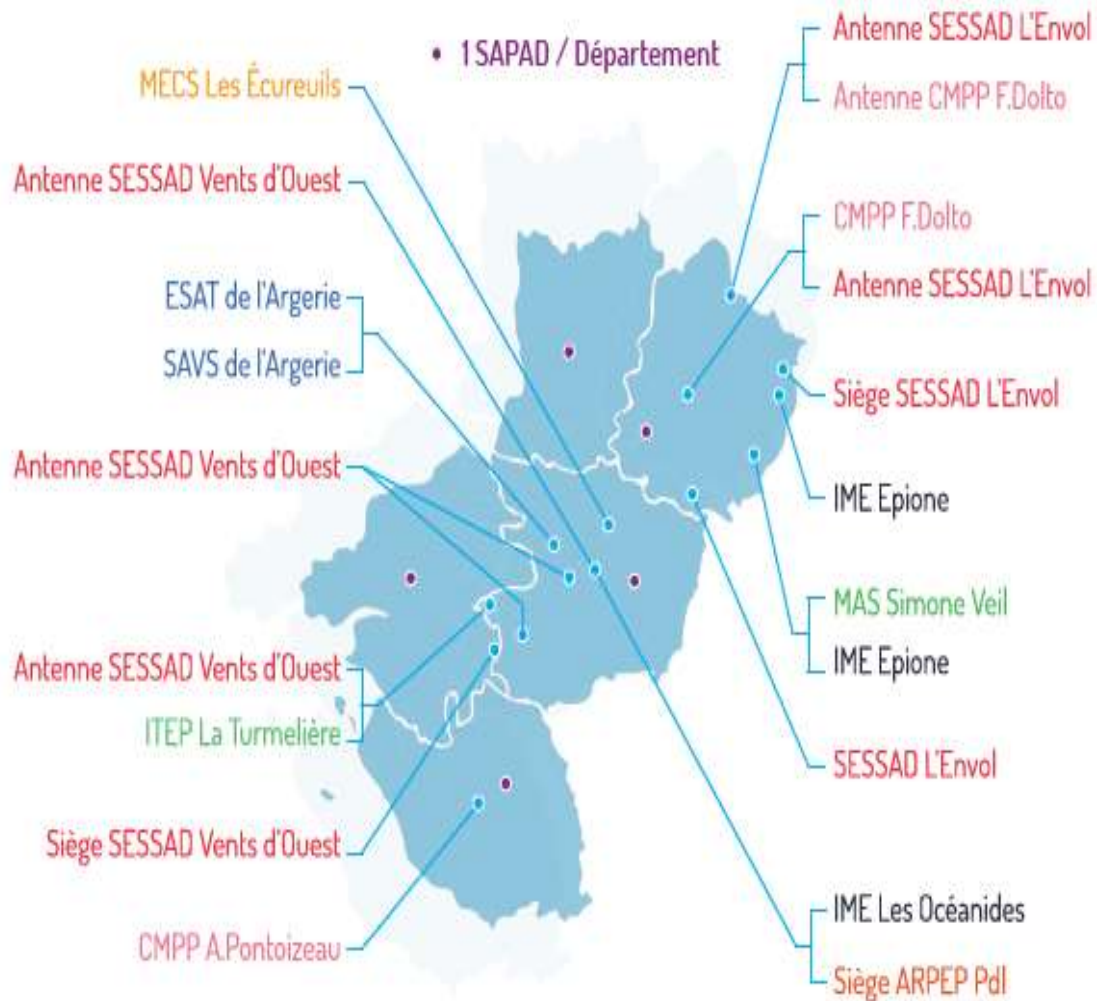 • 1 SAPAD / Département
MECS Les Écureuils
Antenne SESSAD Vents d'Ouest
ESAT de l'Argerie
SAVS de l'Argerie
Antenne SESSAD Vents d'Ouest
Antenne SESSAD Vents d'Ouest
ITEP La Turmelière
Siège SESSAD Vents d'Ouest
CMPP A.Pontoizeau
Antenne SESSAD L'Envol
Antenne CMPP F.Dolto
CMPP F.Dolto
Antenne SESSAD L'Envol
Siège SESSAD L'Envol
IME Epione
MAS Simone Veil
IME Epione
SESSAD L'Envol
IME Les Océanides
Siège ARPEP Pdl